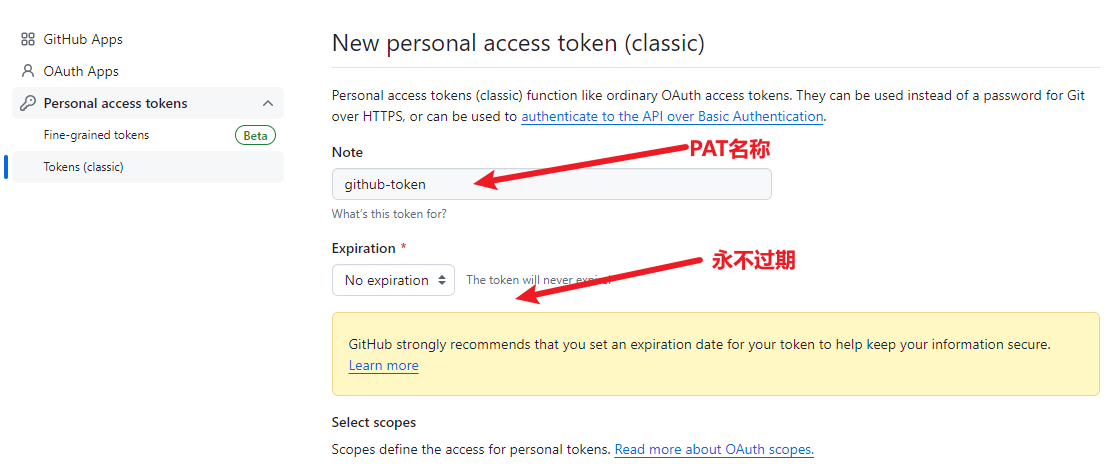 GitHub Apps
OAuth Apps
Personal access tokens
Fine-grained tokens
Beta
Tokens (classic)
New personal access token (classic)
Personal access tokens (classic) function like ordinary OAuth access tokens. They can be used instead of a password for Git
over HTTPS, or can be used to authenticate to the API over Basic Authentication.
Note
PAT名称
github-token
What's this token for?
Expiration *
永不过期
No expiration
The token will never expire!
GitHub strongly recommends that you set an expiration date for your token to help keep your information secure.
Learn more
Select scopes
Scopes define the access for personal tokens. Read more about OAuth scopes.